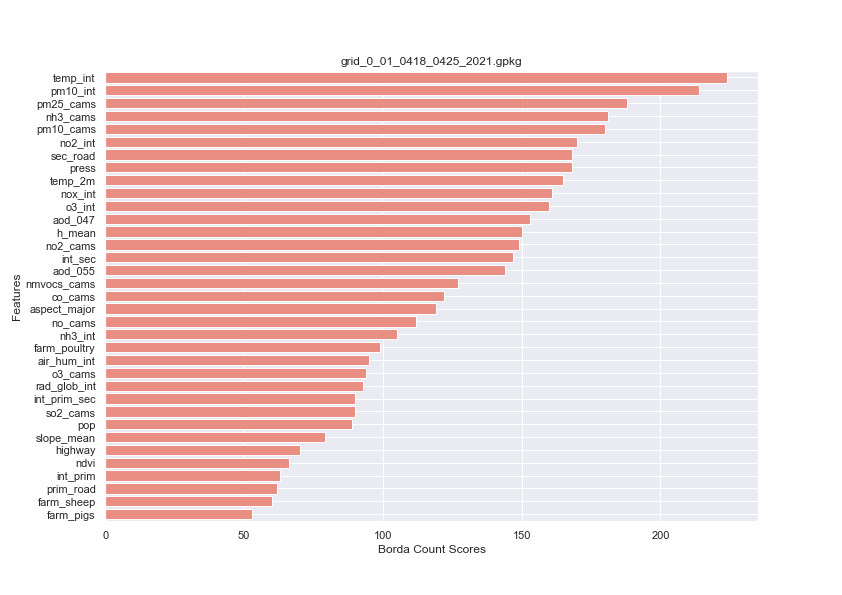 grid_0_01_0418_0425_2021.gpkg
temp_int
pm10_int
pm25_cams
nh3_cams
pm10_cams
no2_int
sec_road
press
temp_2m
nox_int
o3_int
aod_047
h_mean
no2_cams
int_sec
aod_055
nmvocs_cams
co_cams
aspect_major
no_cams
nh3_int
farm_poultry
air_hum_int
o3_cams
rad_glob_int
int_prim_sec
so2_cams
pop
slope_mean
highway
ndvi
int_prim
prim_road
farm_sheep
farm_pigs
Features
0 50 100 150 200
Borda Count Scores